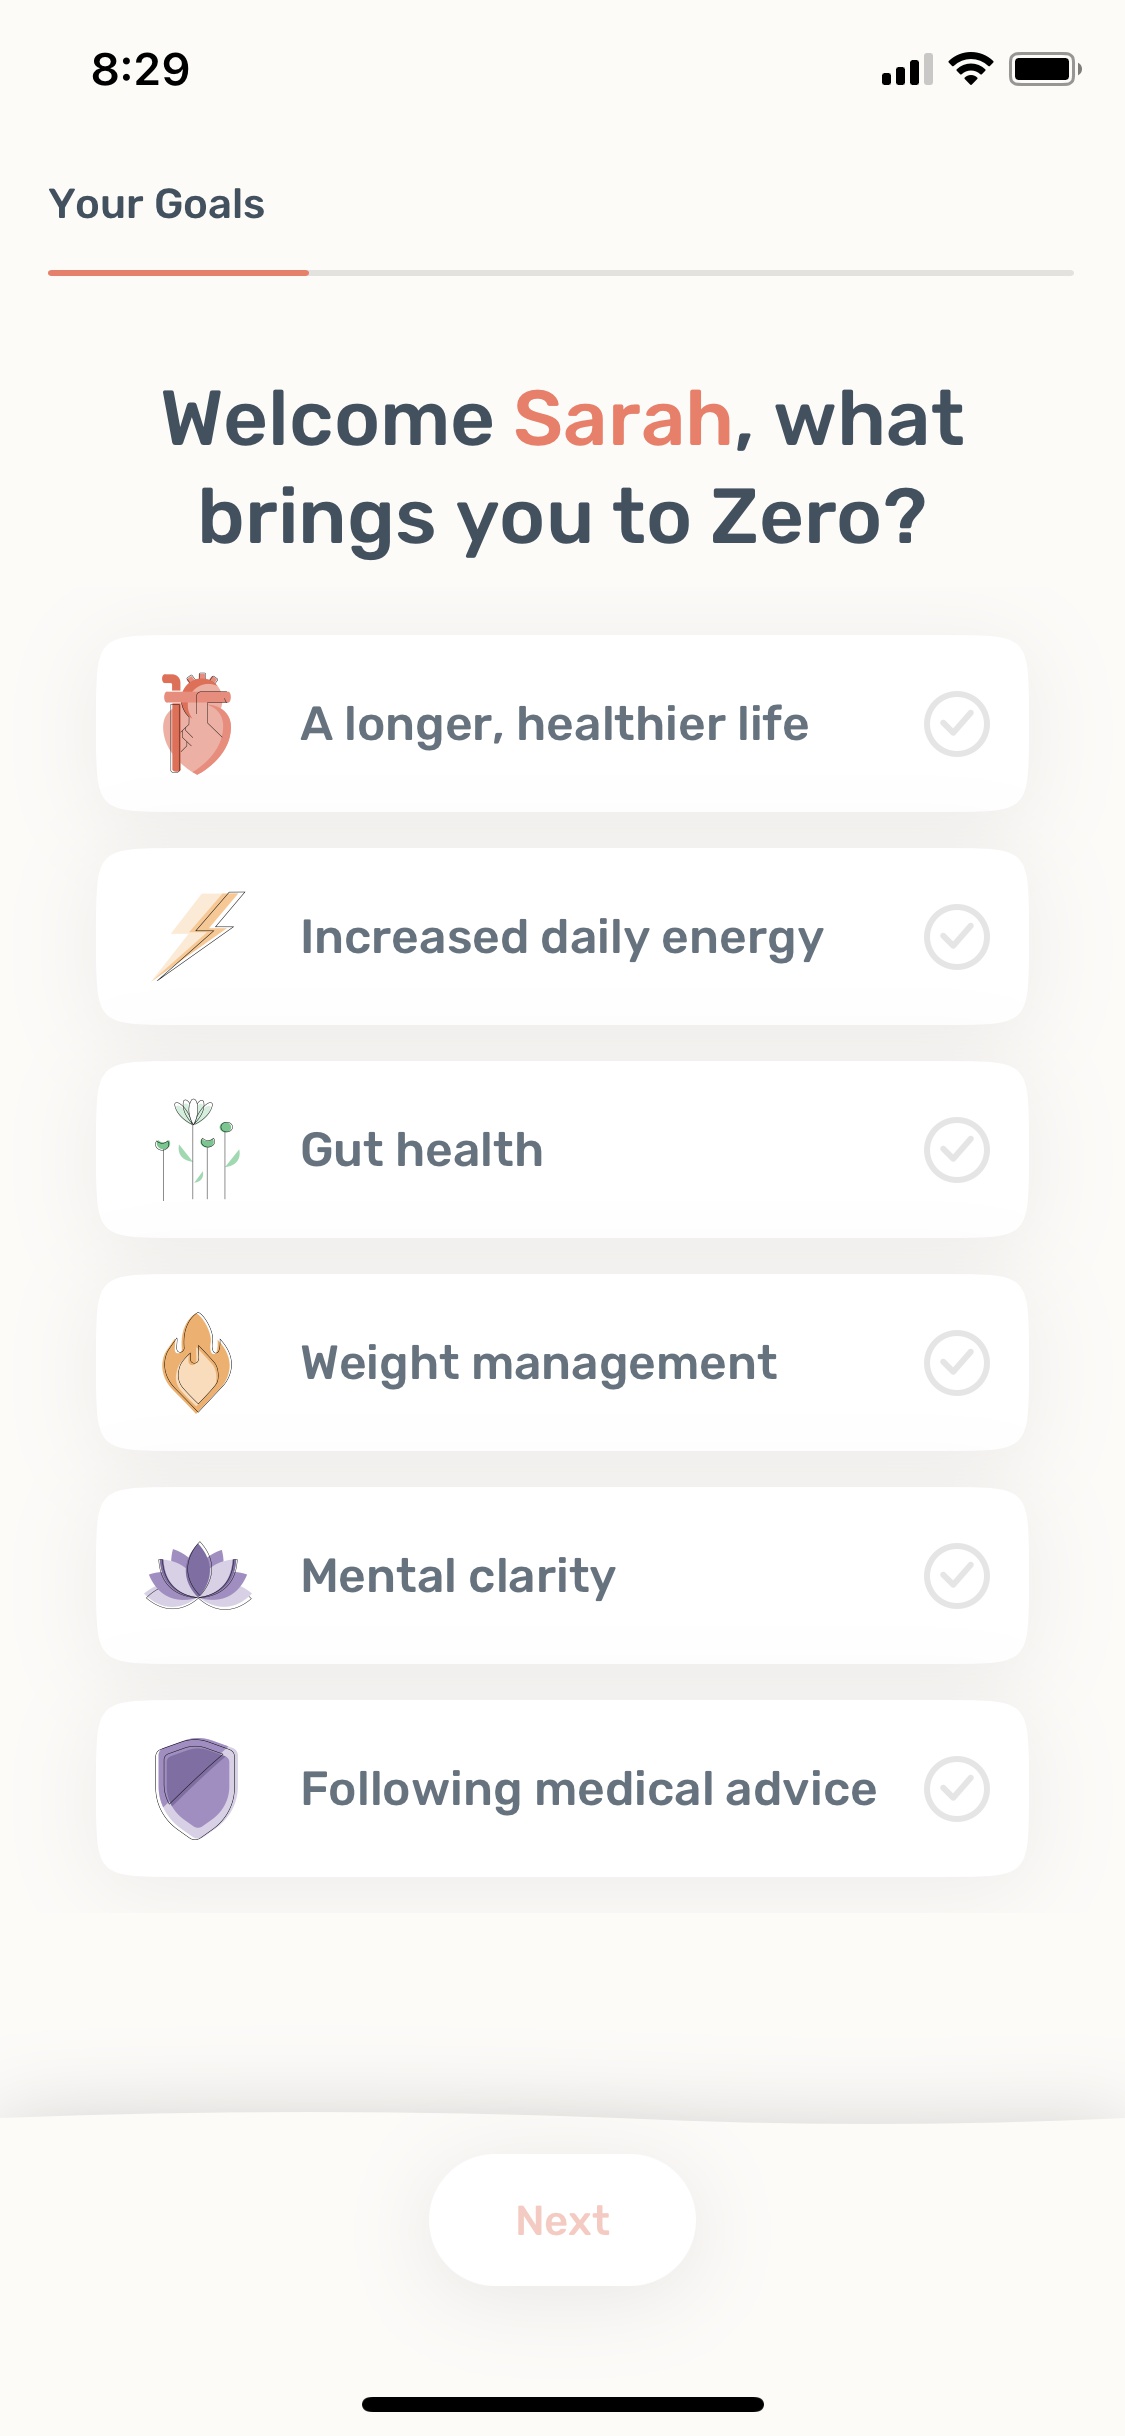 8:29
Your Goals
Welcome Sarah, what
brings you to Zero?
A longer, healthier life
Increased daily energy
Gut health
Weight management
Mental clarity
Following medical advice
Next